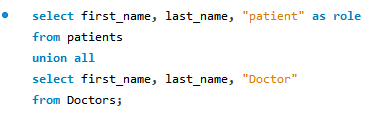 select first_name, last_name, "patient" as role
from patients
union all
select first_name, last_name, "Doctor"
from Doctors;